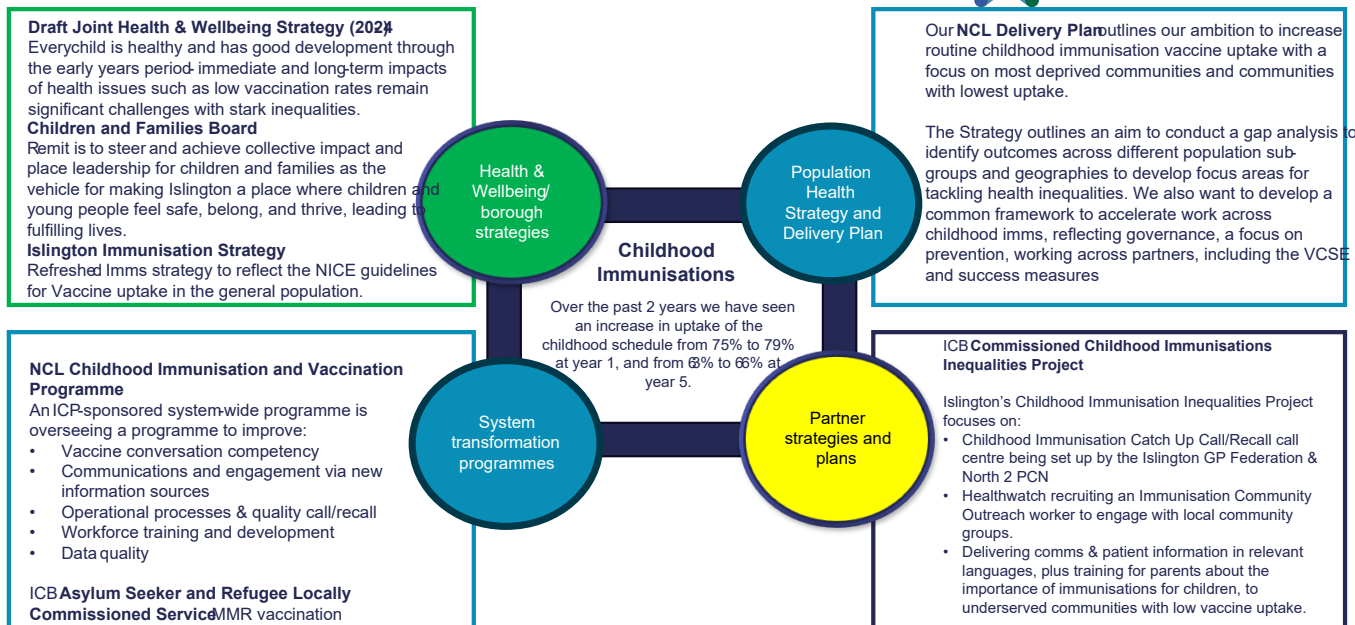 Draft Joint Health & Wellbeing Strategy (2024)
Everychild is healthy and has good development through
the early years period- immediate and long-term impacts
of health issues such as low vaccination rates remain
significant challenges with stark inequalities.
Children and Families Board
Remit is to steer and achieve collective impact and
place leadership for children and families as the
vehicle for making Islington a place where children and
young people feel safe, belong, and thrive, leading to
fulfilling lives.
Islington Immunisation Strategy
Refreshed Imms strategy to reflect the NICE guidelines
for Vaccine uptake in the general population.
Health &
Wellbeing/
borough
strategies
Population
Health
Strategy and
Delivery Plan
Our NCL Delivery Plan outlines our ambition to increase
routine childhood immunisation vaccine uptake with a
focus on most deprived communities and communities
with lowest uptake.
The Strategy outlines an aim to conduct a gap analysis to
identify outcomes across different population sub-
groups and geographies to develop focus areas for
tackling health inequalities. We also want to develop a
common framework to accelerate work across
childhood imms, reflecting governance, a focus on
prevention, working across partners, including the VCSE
and success measures
Childhood
Immunisations
Over the past 2 years we have seen
an increase in uptake of the
childhood schedule from 75% to 79%
at year 1, and from 63% to 66% at
year 5.
NCL Childhood Immunisation and Vaccination
Programme
An ICP-sponsored system-wide programme is
overseeing a programme to improve:
• Vaccine conversation competency
• Communications and engagement via new
information sources
• Operational processes & quality call/recall
• Workforce training and development
• Data quality
ICB Asylum Seeker and Refugee Locally
Commissioned Service MMR vaccination
System
transformation
programmes
Partner
strategies and
plans
ICB Commissioned Childhood Immunisations
Inequalities Project
Islington's Childhood Immunisation Inequalities Project
focuses on:
• Childhood Immunisation Catch Up Call/Recall call
centre being set up by the Islington GP Federation &
North 2 PCN
• Healthwatch recruiting an Immunisation Community
Outreach worker to engage with local community
groups.
• Delivering comms & patient information in relevant
languages, plus training for parents about the
importance of immunisations for children, to
underserved communities with low vaccine uptake.